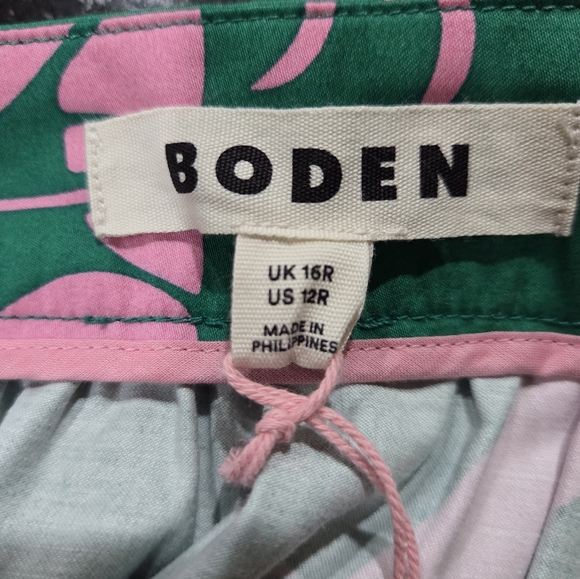 BODEN
UK 16R
US 12R
MADE IN
PHILIPPINES